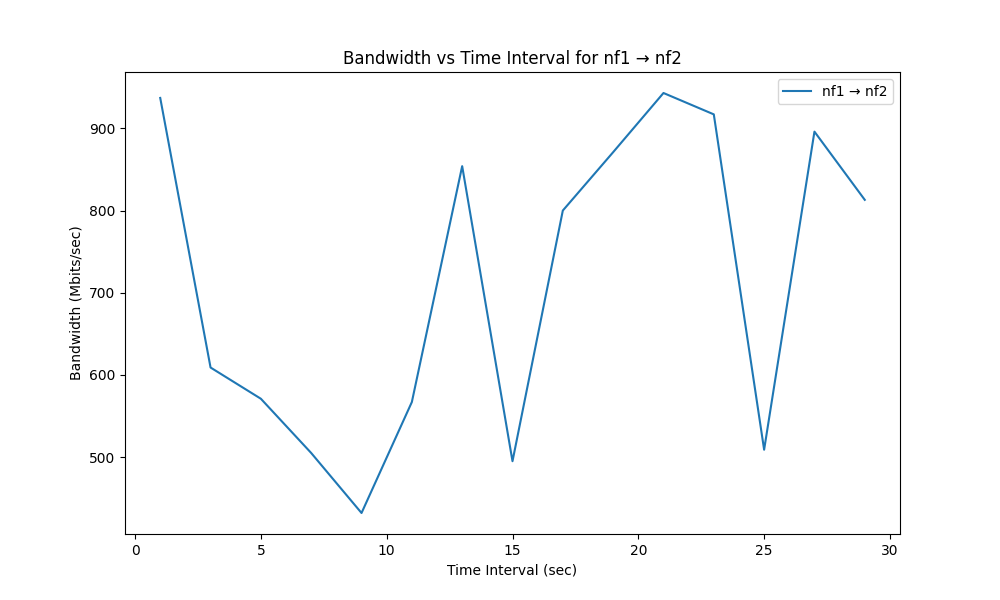 Bandwidth vs Time Interval for nf1 → nf2
nf1 → nf2
Bandwidth (Mbits/sec)
900
800
700
600
500
0 5 10 15 20 25 30
Time Interval (sec)